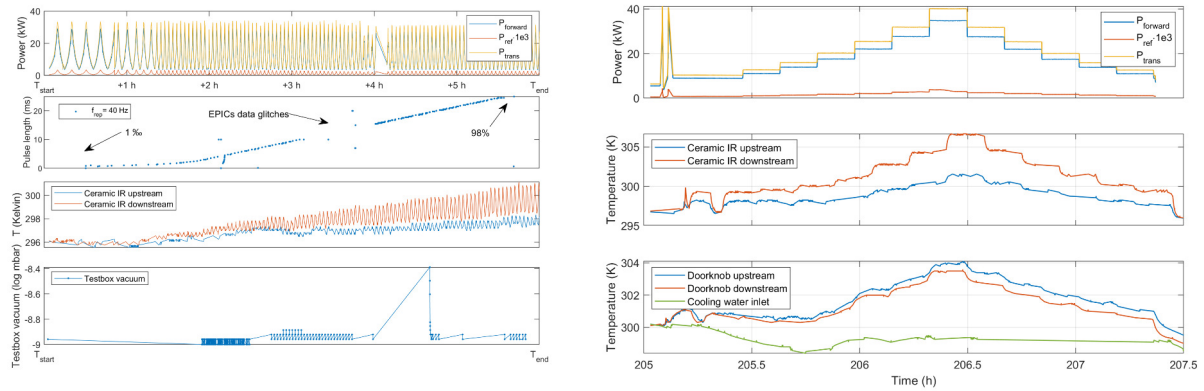 Power (kW)
40
20
0
P_forward
P_ref·1e3
P_trans
T_start
+1 h
+2 h
+3 h
+4 h
+5 h
T_end
Pulse length (ms)
20
10
0
f_rep= 40 Hz
1 ‰
EPICs data glitches
98%
T (Kelvin)
300
298
296
Ceramic IR upstream
Ceramic IR downstream
Testbox vacuum (log mbar)
-8.4
-8.6
-8.8
-9
Testbox vacuum
T_start
T_end
Power (kW)
40
20
0
P_forward
P_ref·1e3
P_trans
Temperature (K)
305
300
295
Ceramic IR upstream
Ceramic IR downstream
Temperature (K)
304
302
300
Doorknob upstream
Doorknob downstream
Cooling water inlet
205
205.5
206
206.5
207
207.5
Time (h)